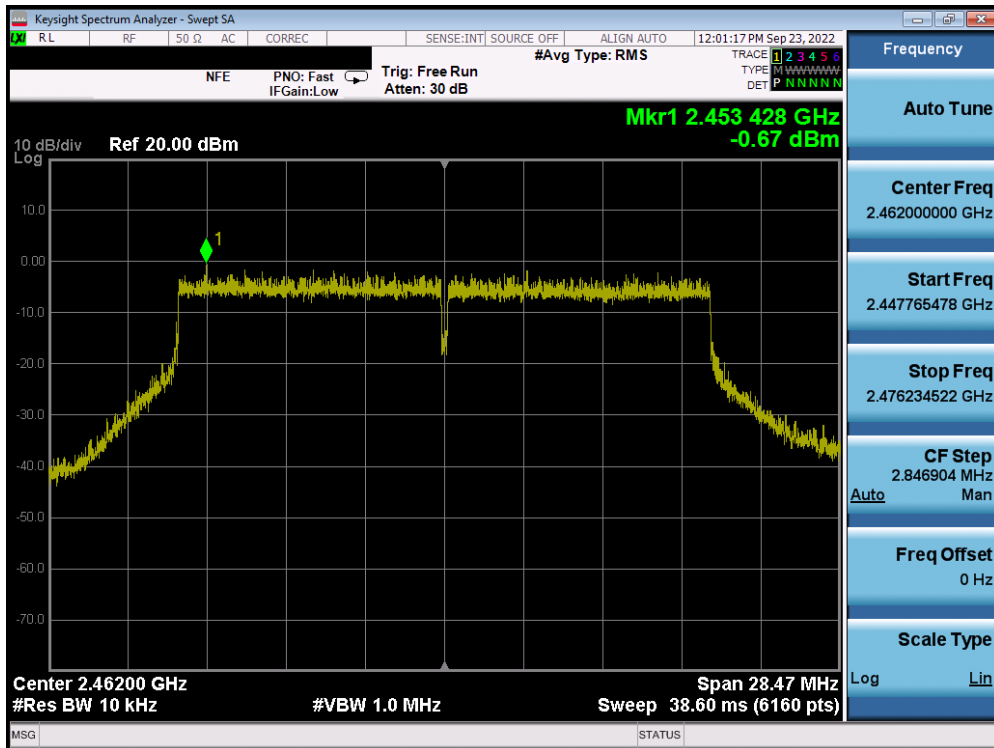 Keysight Spectrum Analyzer - Swept SA
LXI RL RF 50 Ω AC CORREC SENSE:INT SOURCE OFF ALIGN AUTO 12:01:17 PM Sep 23, 2022
#Avg Type: RMS
TRACE 1 2 3 4 5 6
TYPE M WWWWW
DET P N N N N N
NFE
PNO: Fast
IFGain:Low
Trig: Free Run
Atten: 30 dB
Mkr1 2.453 428 GHz
-0.67 dBm
10 dB/div
Log
Ref 20.00 dBm
1
10.0
0.00
-10.0
-20.0
-30.0
-40.0
-50.0
-60.0
-70.0
Center 2.46200 GHz
Span 28.47 MHz
#Res BW 10 kHz
#VBW 1.0 MHz
Sweep 38.60 ms (6160 pts)
MSG
STATUS
Frequency
Auto Tune
Center Freq
2.462000000 GHz
Start Freq
2.447765478 GHz
Stop Freq
2.476234522 GHz
CF Step
2.846904 MHz
Auto Man
Freq Offset
0 Hz
Scale Type
Log Lin